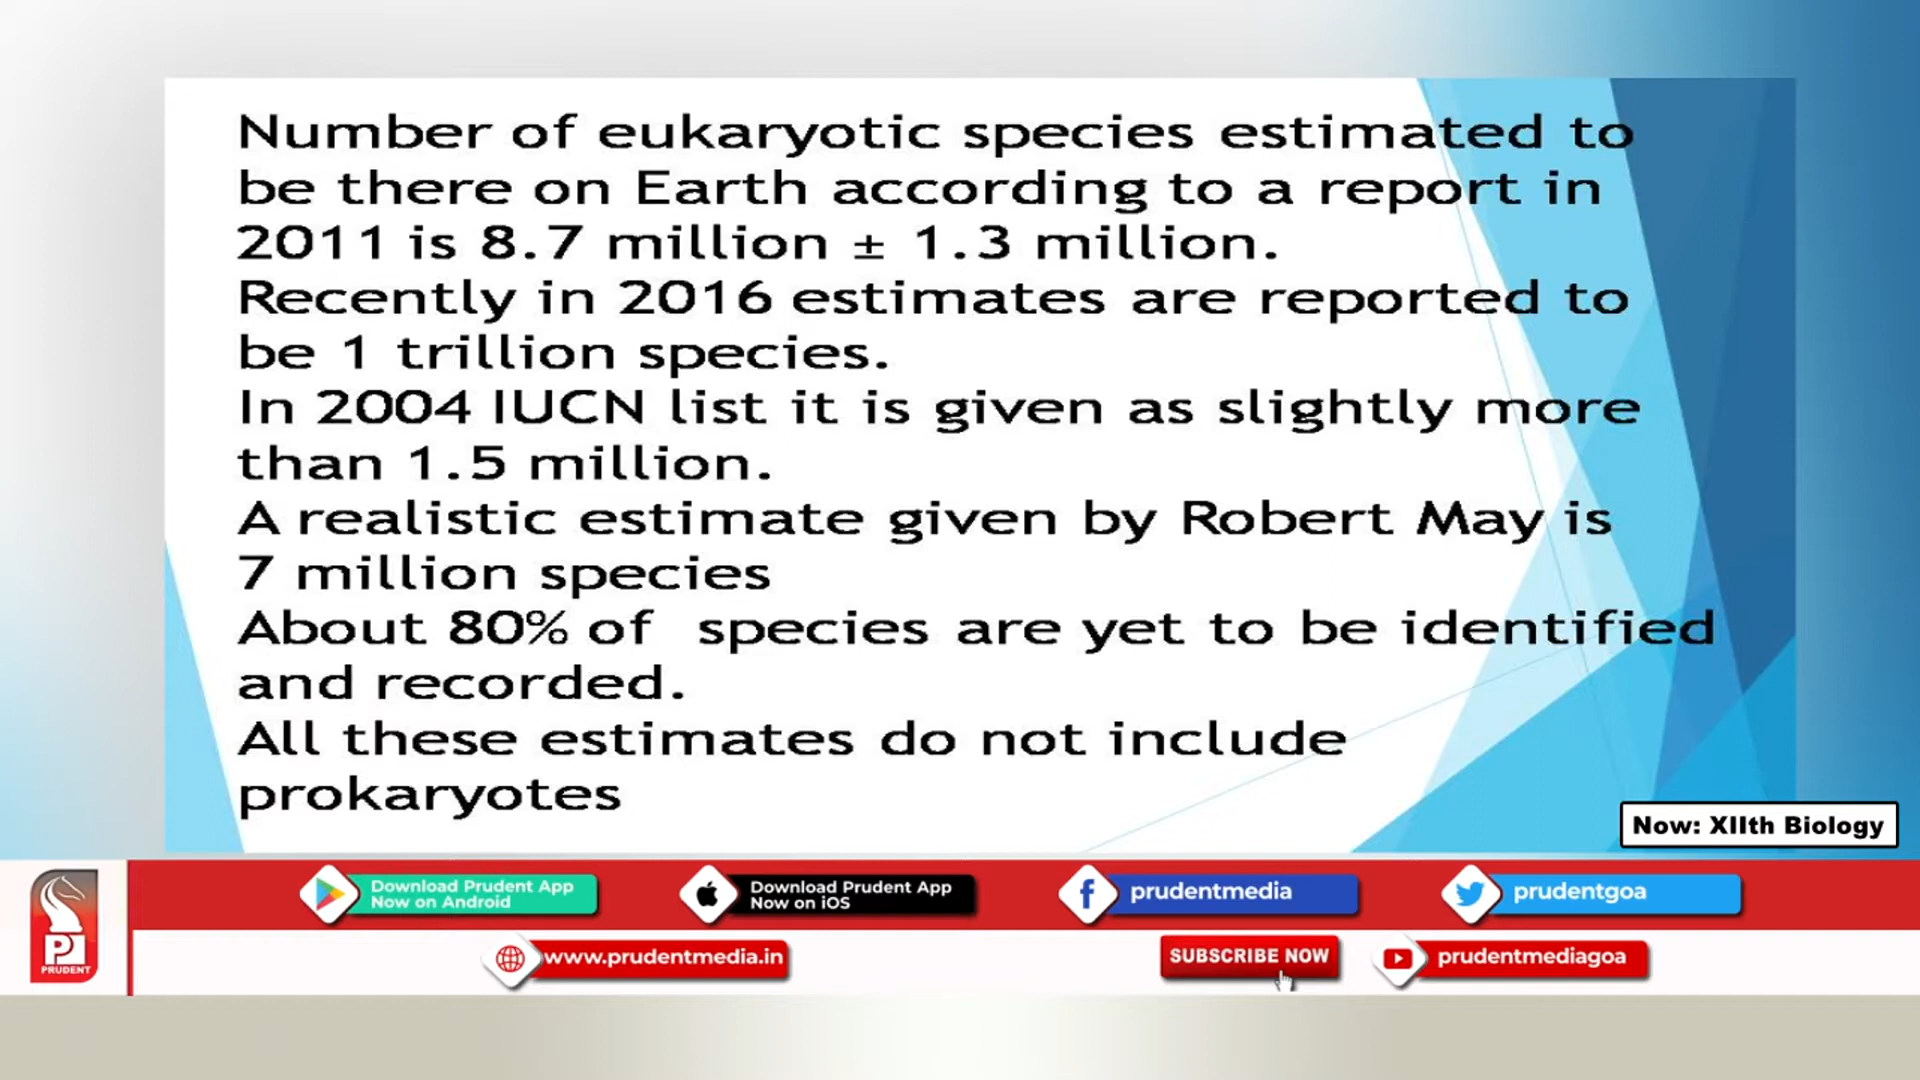 Number of eukaryotic species estimated to
be there on Earth according to a report in
2011 is 8.7 million ± 1.3 million.
Recently in 2016 estimates are reported to
be 1 trillion species.
In 2004 IUCN list it is given as slightly more
than 1.5 million.
A realistic estimate given by Robert May is
7 million species
About 80% of species are yet to be identified
and recorded.
All these estimates do not include
prokaryotes
Now: XIIth Biology
PRUDENT
Download Prudent App
Now on Android
Download Prudent App
Now on iOS
prudentmedia
prudentgoa
www.prudentmedia.in
SUBSCRIBE NOW
prudentmediagoa